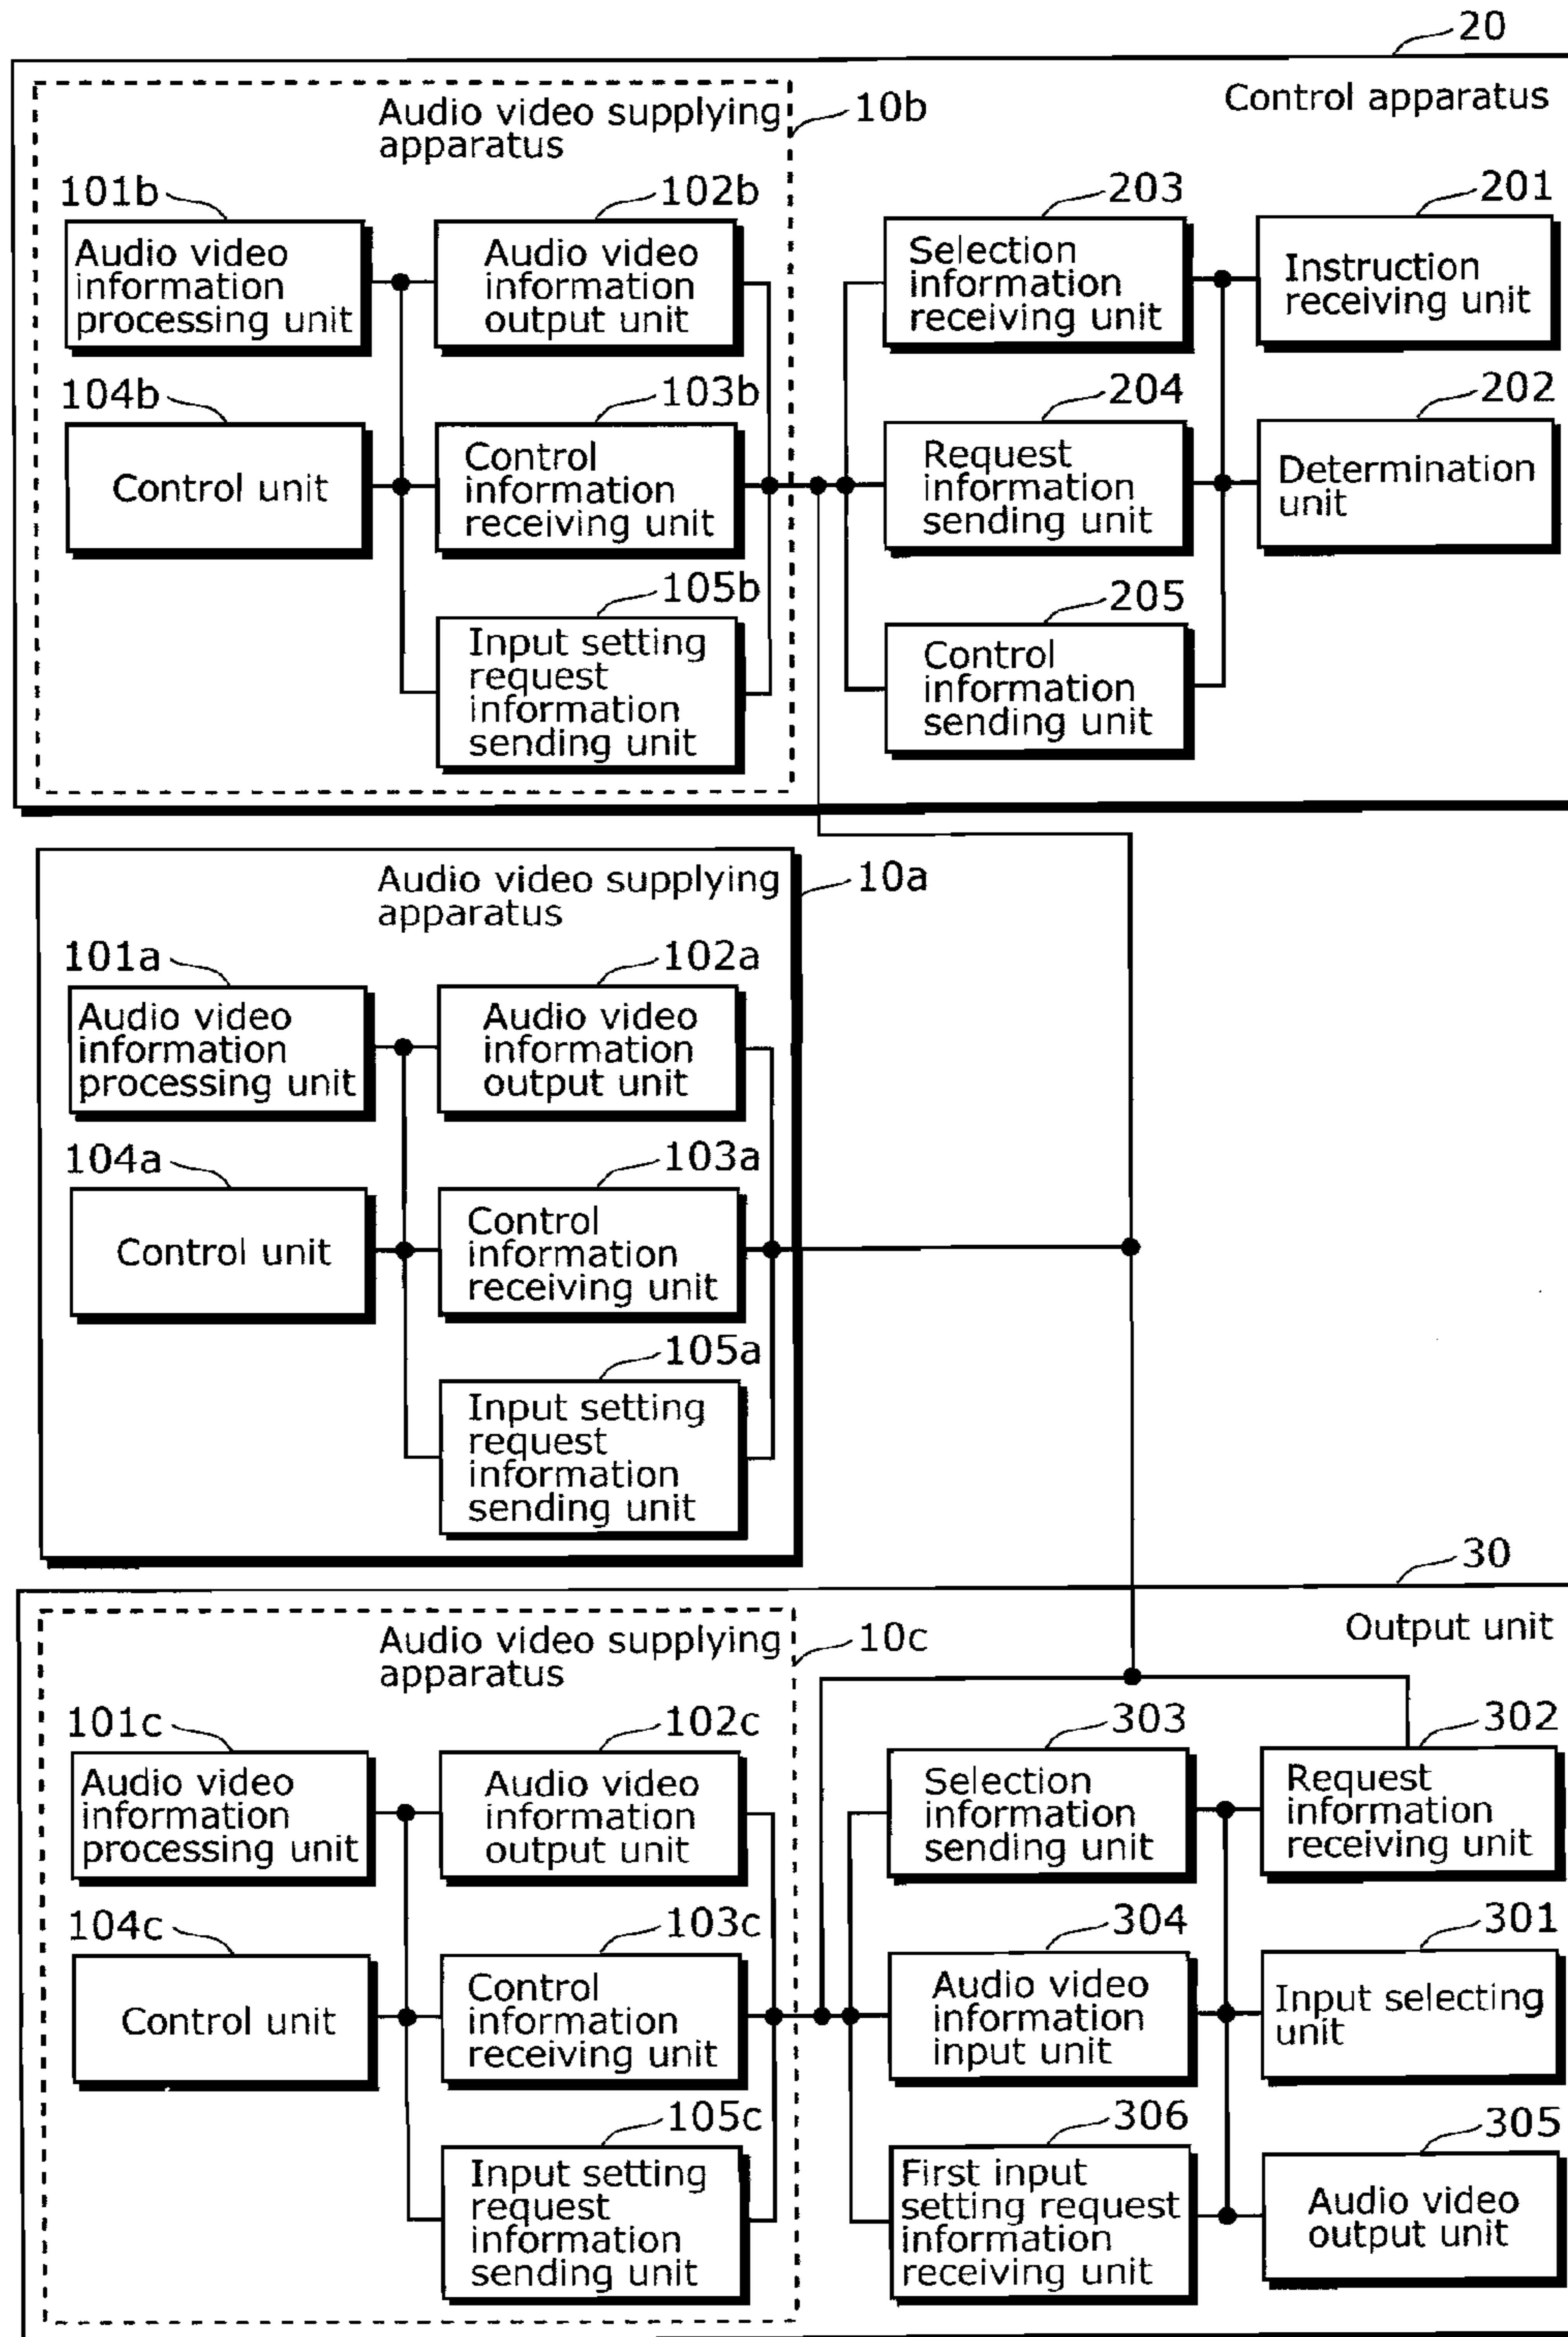 20
Control apparatus
Audio video supplying
apparatus
10b
101b
Audio video
information
processing unit
102b
Audio video
information
output unit
203
Selection
information
receiving unit
201
Instruction
receiving unit
104b
Control unit
103b
Control
information
receiving unit
204
Request
information
sending unit
202
Determination
unit
105b
Input setting
request
information
sending unit
205
Control
information
sending unit
Audio video supplying
apparatus
10a
101a
Audio video
information
processing unit
102a
Audio video
information
output unit
104a
Control unit
103a
Control
information
receiving unit
105a
Input setting
request
information
sending unit
30
Output unit
Audio video supplying
apparatus
10c
101c
Audio video
information
processing unit
102c
Audio video
information
output unit
303
Selection
information
sending unit
302
Request
information
receiving unit
104c
Control unit
103c
Control
information
receiving unit
304
Audio video
information
input unit
301
Input selecting
unit
105c
Input setting
request
information
sending unit
306
First input
setting request
information
receiving unit
305
Audio video
output unit